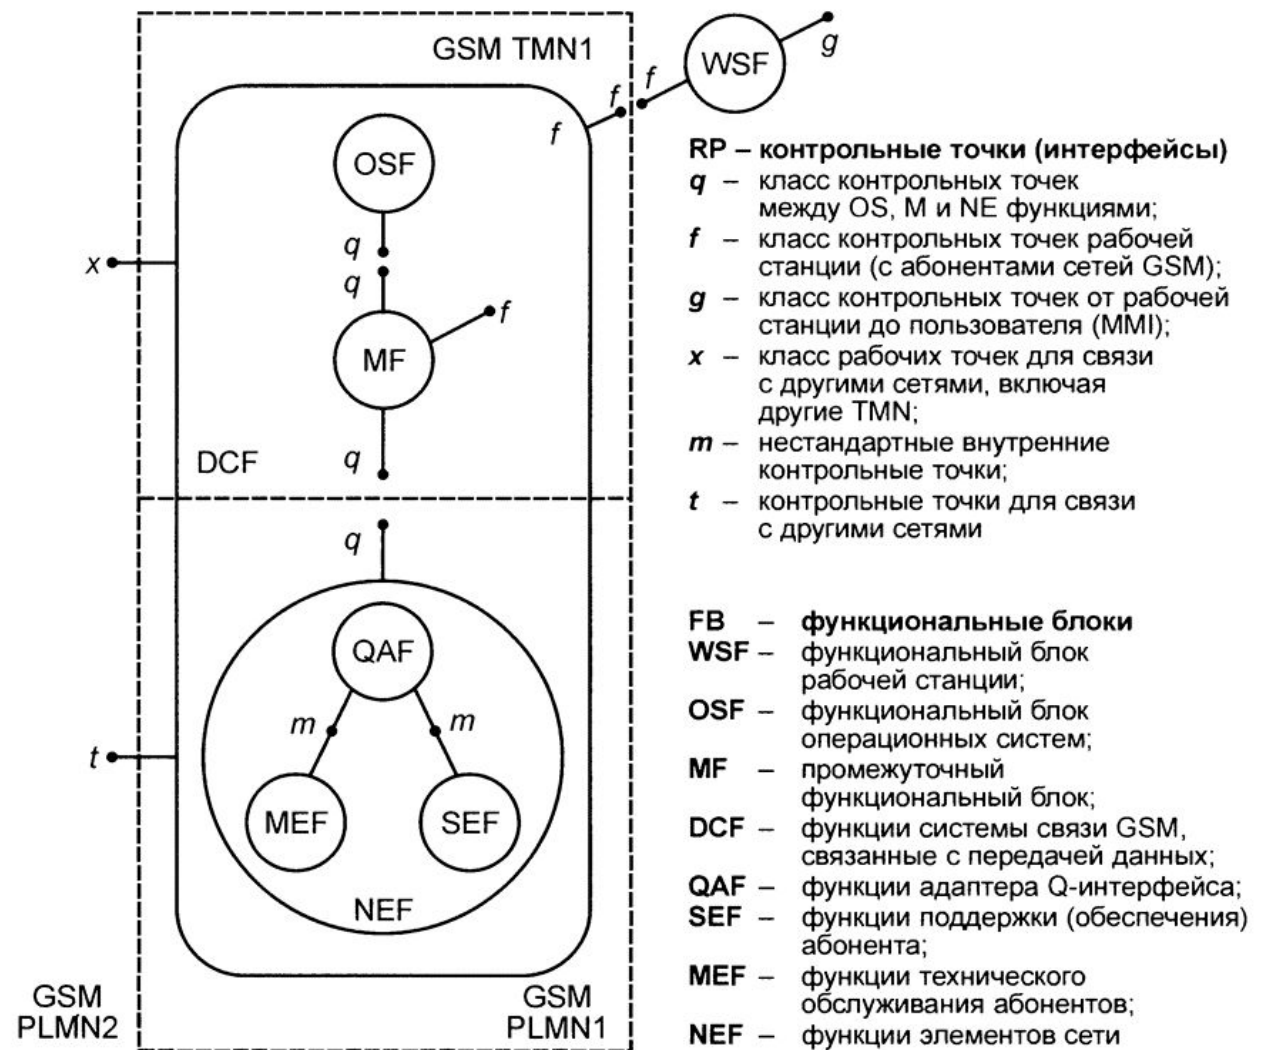 GSM TMN1
WSF
g
f
f
f
OSF
q
x
q
f
MF
DCF
q
q
QAF
m
m
t
MEF
SEF
NEF
GSM
PLMN2
GSM
PLMN1
RP – контрольные точки (интерфейсы)
q – класс контрольных точек
между OS, M и NE функциями;
f – класс контрольных точек рабочей
станции (с абонентами сетей GSM);
g – класс контрольных точек от рабочей
станции до пользователя (MMI);
x – класс рабочих точек для связи
с другими сетями, включая
другие TMN;
m – нестандартные внутренние
контрольные точки;
t – контрольные точки для связи
с другими сетями
FB – функциональные блоки
WSF – функциональный блок
рабочей станции;
OSF – функциональный блок
операционных систем;
MF – промежуточный
функциональный блок;
DCF – функции системы связи GSM,
связанные с передачей данных;
QAF – функции адаптера Q-интерфейса;
SEF – функции поддержки (обеспечения)
абонента;
MEF – функции технического
обслуживания абонентов;
NEF – функции элементов сети